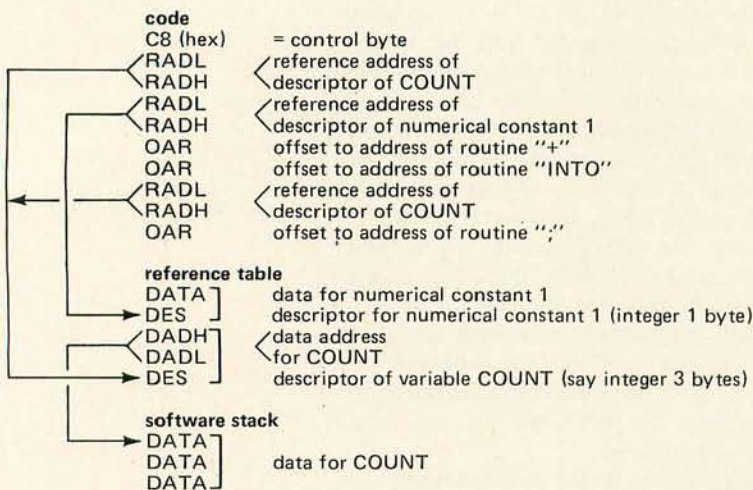 code
C8 (hex) = control byte
RADL reference address of
RADH descriptor of COUNT
RADL reference address of
RADH descriptor of numerical constant 1
OAR offset to address of routine "+"
OAR offset to address of routine "INTO"
RADL reference address of
RADH descriptor of COUNT
OAR offset to address of routine ";"
reference table
DATA data for numerical constant 1
DES descriptor for numerical constant 1 (integer 1 byte)
DADH data address
DADL for COUNT
DES descriptor of variable COUNT (say integer 3 bytes)
software stack
DATA
DATA data for COUNT
DATA